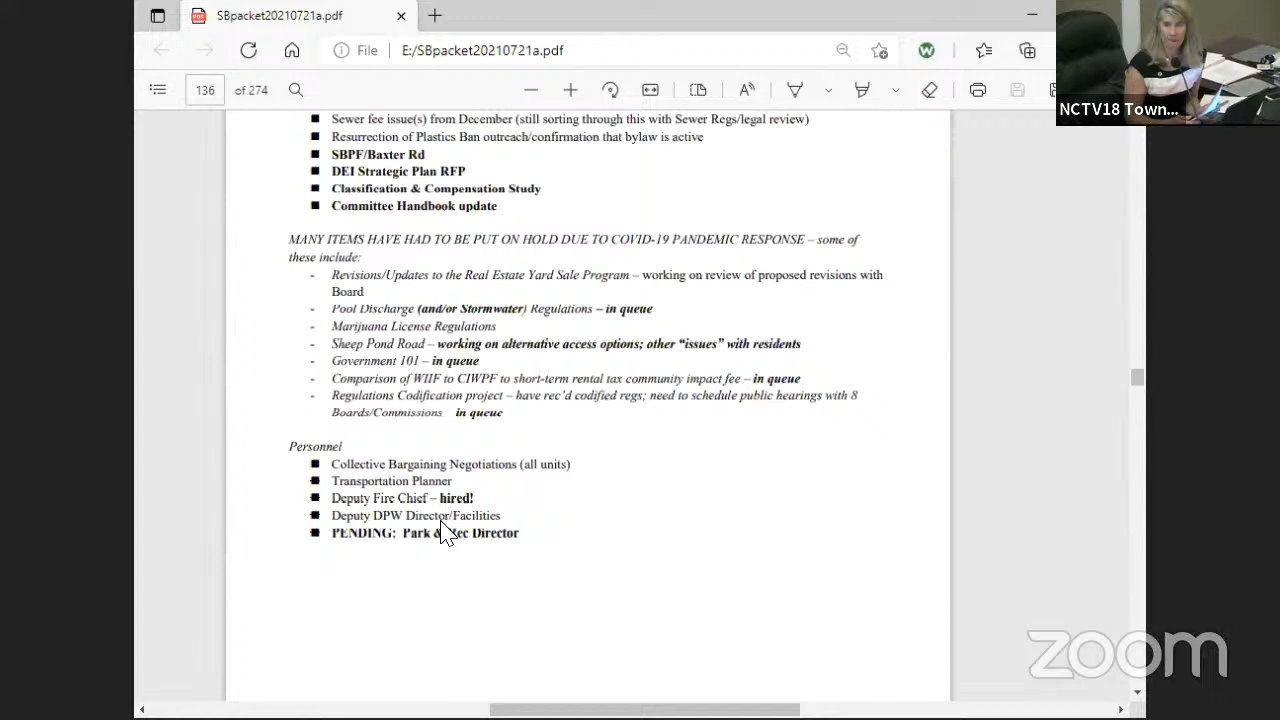 SBpacket20210721a.pdf
File E:/SBpacket20210721a.pdf
136 of 274
NCTV18 Town...
■ Sewer fee issue(s) from December (still sorting through this with Sewer Regs/legal review)
■ Resurrection of Plastics Ban outreach/confirmation that bylaw is active
■ SBPF/Baxter Rd
■ DEI Strategic Plan RFP
■ Classification & Compensation Study
■ Committee Handbook update
MANY ITEMS HAVE HAD TO BE PUT ON HOLD DUE TO COVID-19 PANDEMIC RESPONSE – some of
these include:
- Revisions/Updates to the Real Estate Yard Sale Program – working on review of proposed revisions with
Board
- Pool Discharge (and/or Stormwater) Regulations – in queue
- Marijuana License Regulations
- Sheep Pond Road – working on alternative access options; other “issues” with residents
- Government 101 – in queue
- Comparison of WIIF to CIWPF to short-term rental tax community impact fee – in queue
- Regulations Codification project – have rec’d codified regs; need to schedule public hearings with 8
Boards/Commissions in queue
Personnel
■ Collective Bargaining Negotiations (all units)
■ Transportation Planner
■ Deputy Fire Chief – hired!
■ Deputy DPW Director/Facilities
■ PENDING: Park & Rec Director
zoom